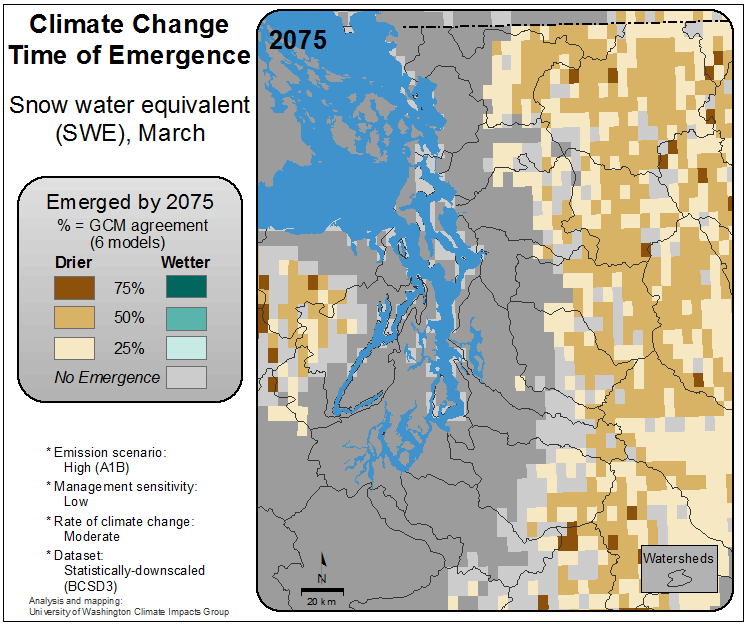 Climate Change
Time of Emergence
Snow water equivalent
(SWE), March
Emerged by 2075
% = GCM agreement
(6 models)
Drier Wetter
75%
50%
25%
No Emergence
* Emission scenario:
High (A1B)
* Management sensitivity:
Low
* Rate of climate change:
Moderate
* Dataset:
Statistically-downscaled
(BCSD3)
Analysis and mapping:
University of Washington Climate Impacts Group
2075
N
20 km
Watersheds